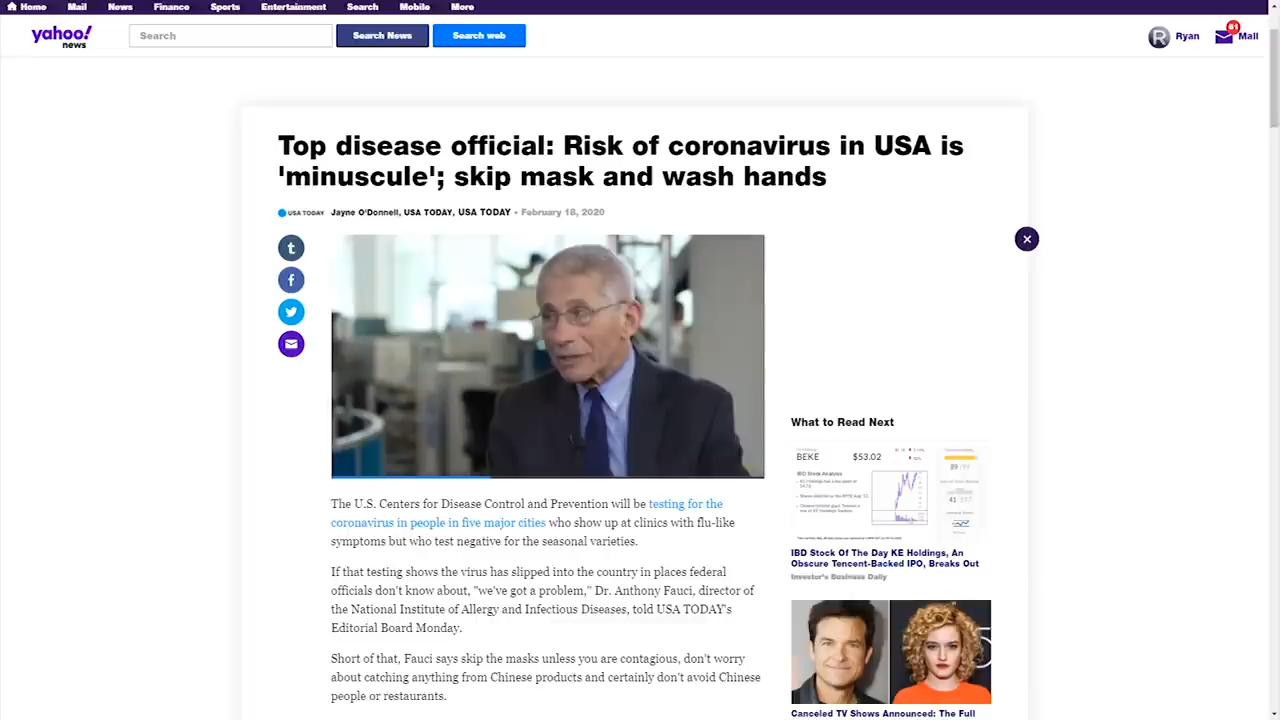 Home Mail News Finance Sports Entertainment Search Mobile More
yahoo!
news
Search
Search News
Search web
R
Ryan
61
Mail
Top disease official: Risk of coronavirus in USA is
'minuscule'; skip mask and wash hands
USA TODAY Jayne O'Donnell, USA TODAY, USA TODAY • February 18, 2020
t
f
The U.S. Centers for Disease Control and Prevention will be testing for the
coronavirus in people in five major cities who show up at clinics with flu-like
symptoms but who test negative for the seasonal varieties.
If that testing shows the virus has slipped into the country in places federal
officials don't know about, "we've got a problem," Dr. Anthony Fauci, director of
the National Institute of Allergy and Infectious Diseases, told USA TODAY's
Editorial Board Monday.
Short of that, Fauci says skip the masks unless you are contagious, don't worry
about catching anything from Chinese products and certainly don't avoid Chinese
people or restaurants.
What to Read Next
BEKE $53.02
IBD Stock Analysis
89 /99
41 /197
IBD Stock Of The Day KE Holdings, An
Obscure Tencent-Backed IPO, Breaks Out
Investor's Business Daily
Canceled TV Shows Announced: The Full